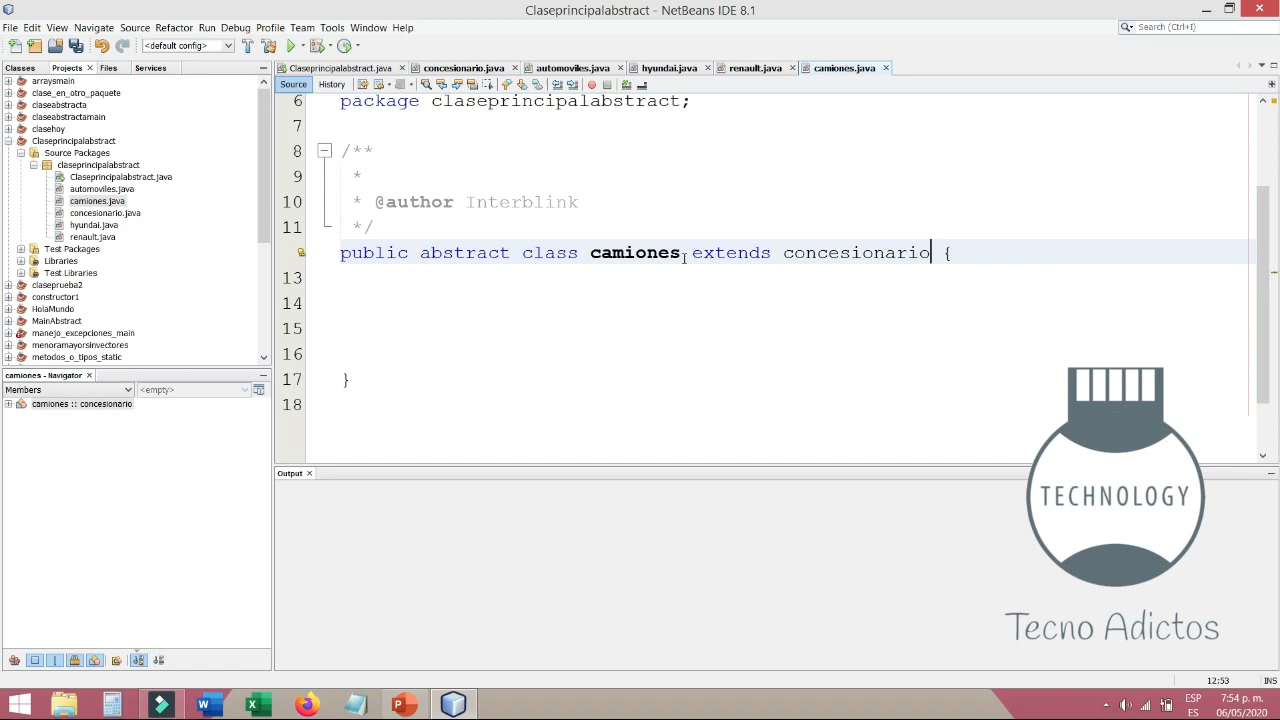 Claseprincipalabstract - NetBeans IDE 8.1
File Edit View Navigate Source Refactor Run Debug Profile Team Tools Window Help
Search (Ctrl+I)
<default config>
Classes Projects Files Services
arraysmain
clase_en_otro_paquete
claseabstracta
claseabstractamain
clasehoy
Claseprincipalabstract
Source Packages
claseprincipalabstract
Claseprincipalabstract.java
automoviles.java
camiones.java
concesionario.java
hyundai.java
renault.java
Test Packages
Libraries
Test Libraries
claseprueba2
constructor1
HolaMundo
MainAbstract
manejo_excepciones_main
menoramayorsinvectores
metodos_o_tipos_static
camiones - Navigator
Members <empty>
camiones :: concesionario
Claseprincipalabstract.java concesionario.java automoviles.java hyundai.java renault.java camiones.java
Source History
6 package claseprincipalabstract;
7
8 /**
9 *
10 * @author Interblink
11 */
public abstract class camiones extends concesionario {
13
14
15
16
17 }
18
Output
TECHNOLOGY
Tecno Adictos
12:53 INS
ESP 7:54 p. m.
ES 06/05/2020